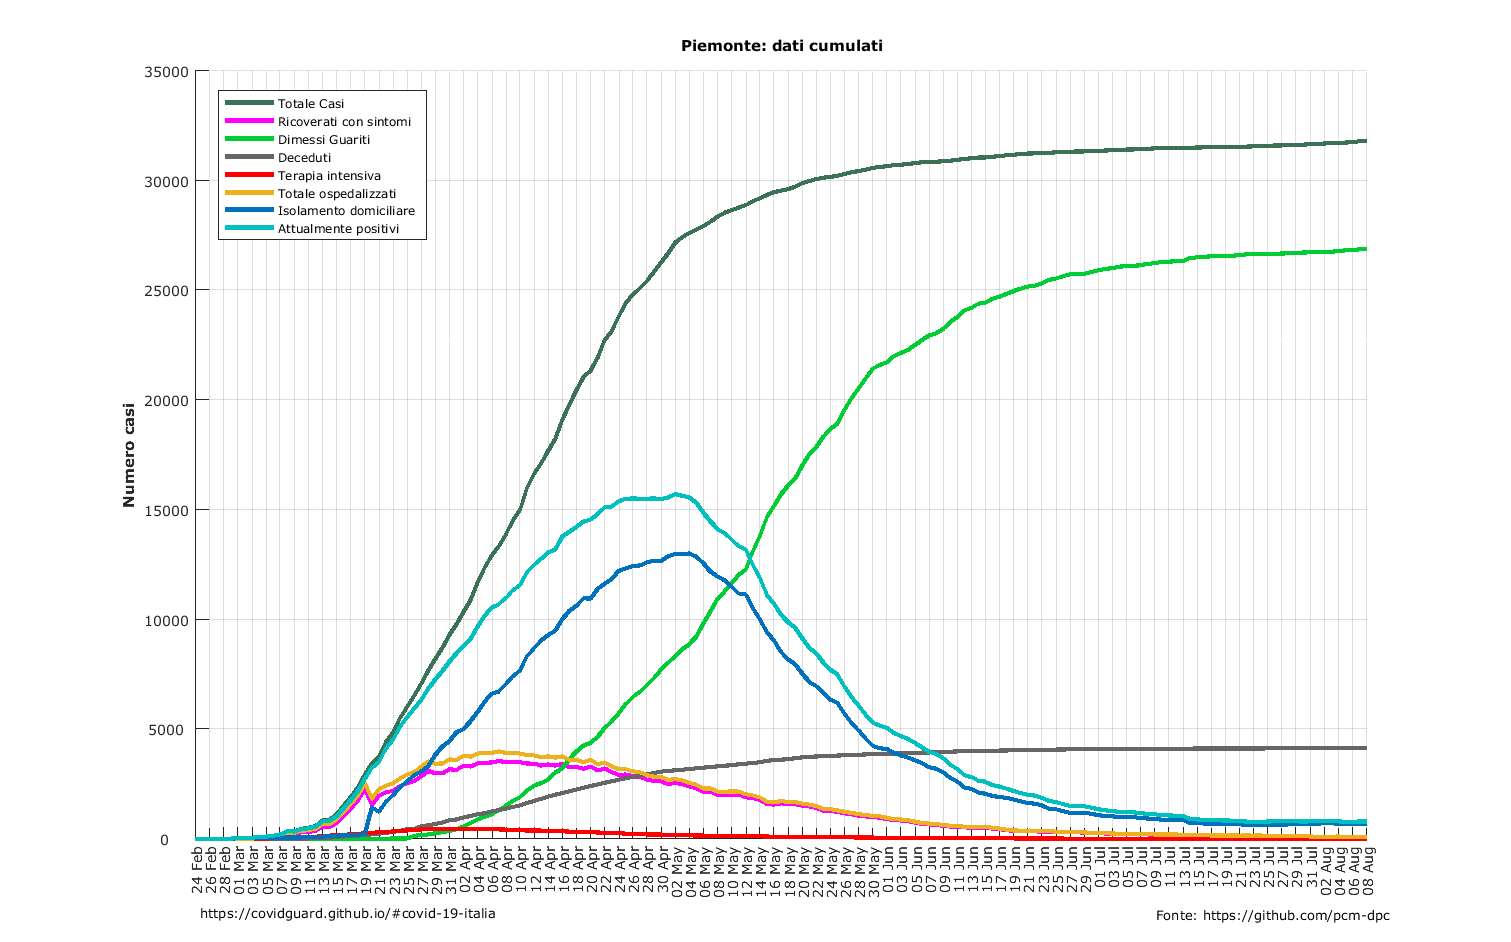 Piemonte: dati cumulati
35000
30000
25000
20000
15000
10000
5000
0
Numero casi
Totale Casi
Ricoverati con sintomi
Dimessi Guariti
Deceduti
Terapia intensiva
Totale ospedalizzati
Isolamento domiciliare
Attualmente positivi
24 Feb
26 Feb
28 Feb
01 Mar
03 Mar
05 Mar
07 Mar
09 Mar
11 Mar
13 Mar
15 Mar
17 Mar
19 Mar
21 Mar
23 Mar
25 Mar
27 Mar
29 Mar
31 Mar
02 Apr
04 Apr
06 Apr
08 Apr
10 Apr
12 Apr
14 Apr
16 Apr
18 Apr
20 Apr
22 Apr
24 Apr
26 Apr
28 Apr
30 Apr
02 May
04 May
06 May
08 May
10 May
12 May
14 May
16 May
18 May
20 May
22 May
24 May
26 May
28 May
30 May
01 Jun
03 Jun
05 Jun
07 Jun
09 Jun
11 Jun
13 Jun
15 Jun
17 Jun
19 Jun
21 Jun
23 Jun
25 Jun
27 Jun
29 Jun
01 Jul
03 Jul
05 Jul
07 Jul
09 Jul
11 Jul
13 Jul
15 Jul
17 Jul
19 Jul
21 Jul
23 Jul
25 Jul
27 Jul
29 Jul
31 Jul
02 Aug
04 Aug
06 Aug
08 Aug
https://covidguard.github.io/#covid-19-italia
Fonte: https://github.com/pcm-dpc